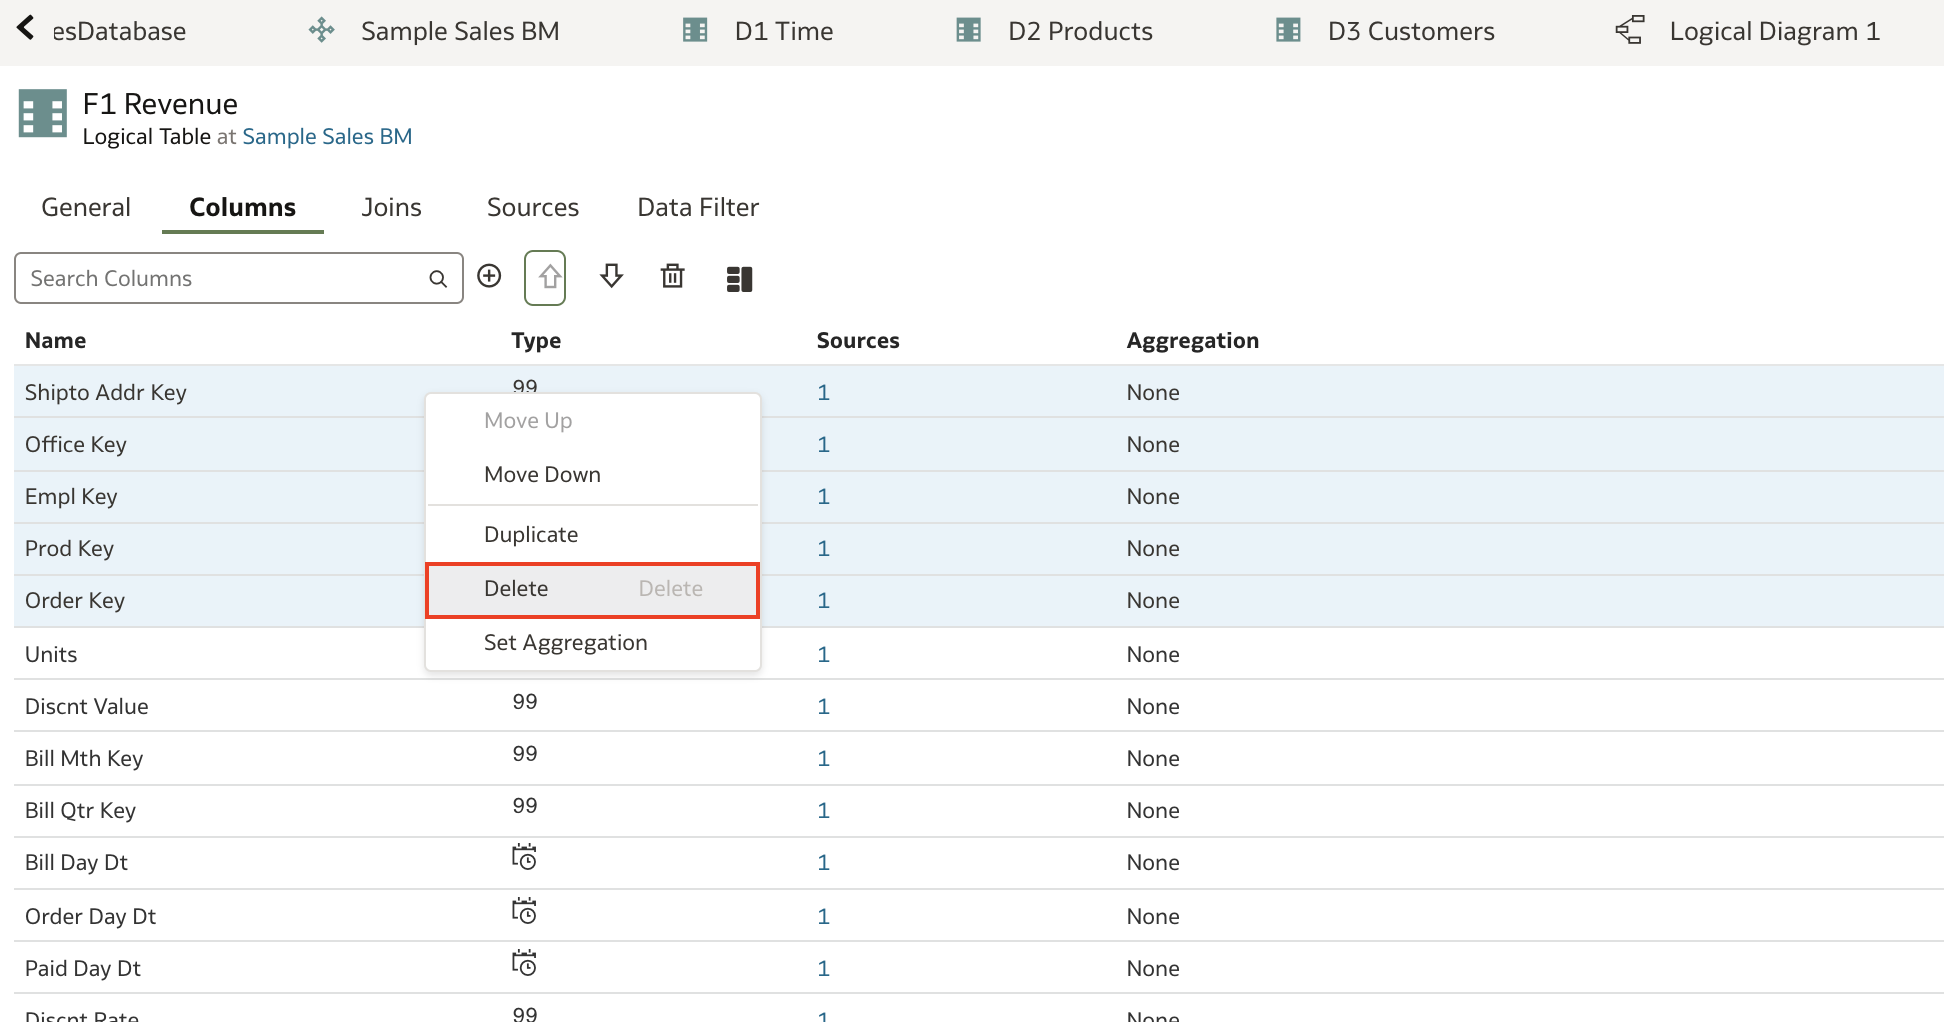 esDatabase Sample Sales BM D1 Time D2 Products D3 Customers Logical Diagram 1
F1 Revenue
Logical Table at Sample Sales BM
General Columns Joins Sources Data Filter
Search Columns
Name Type Sources Aggregation
Shipto Addr Key 99 1 None
Move Up
Office Key 1 None
Move Down
Empl Key 1 None
Duplicate
Prod Key 1 None
Delete Delete
Order Key 1 None
Set Aggregation
Units 1 None
Discnt Value 99 1 None
Bill Mth Key 99 1 None
Bill Qtr Key 99 1 None
Bill Day Dt 1 None
Order Day Dt 1 None
Paid Day Dt 1 None
Discnt Rate 99 1 None